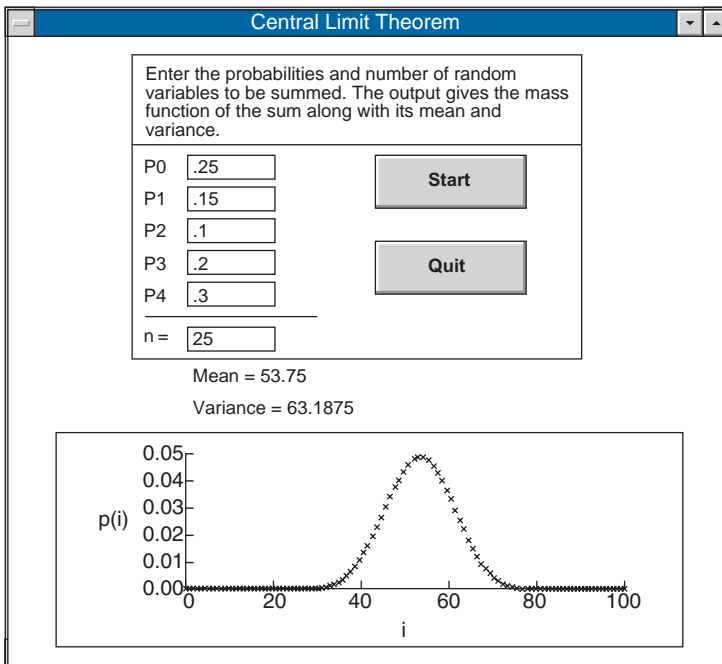 Central Limit Theorem
Enter the probabilities and number of random
variables to be summed. The output gives the mass
function of the sum along with its mean and
variance.
P0 .25
P1 .15
P2 .1
P3 .2
P4 .3
n = 25
Start
Quit
Mean = 53.75
Variance = 63.1875
0.05
0.04
0.03
0.02
0.01
0.00
p(i)
0 20 40 60 80 100
i